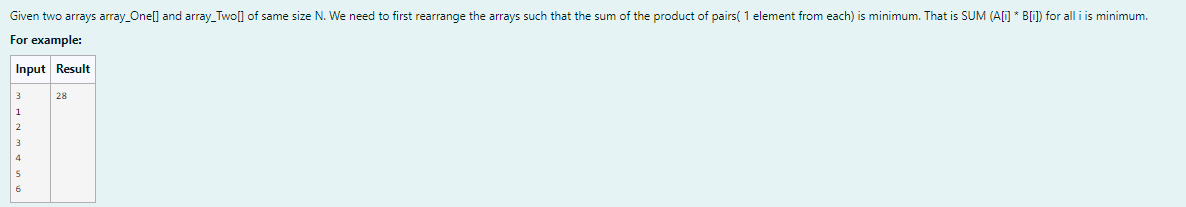 Given two arrays array_One[] and array_Two[] of same size N. We need to first rearrange the arrays such that the sum of the product of pairs( 1 element from each) is minimum. That is SUM (A[i] * B[i]) for all i is minimum.
For example:
Input Result
3 28
1
2
3
4
5
6